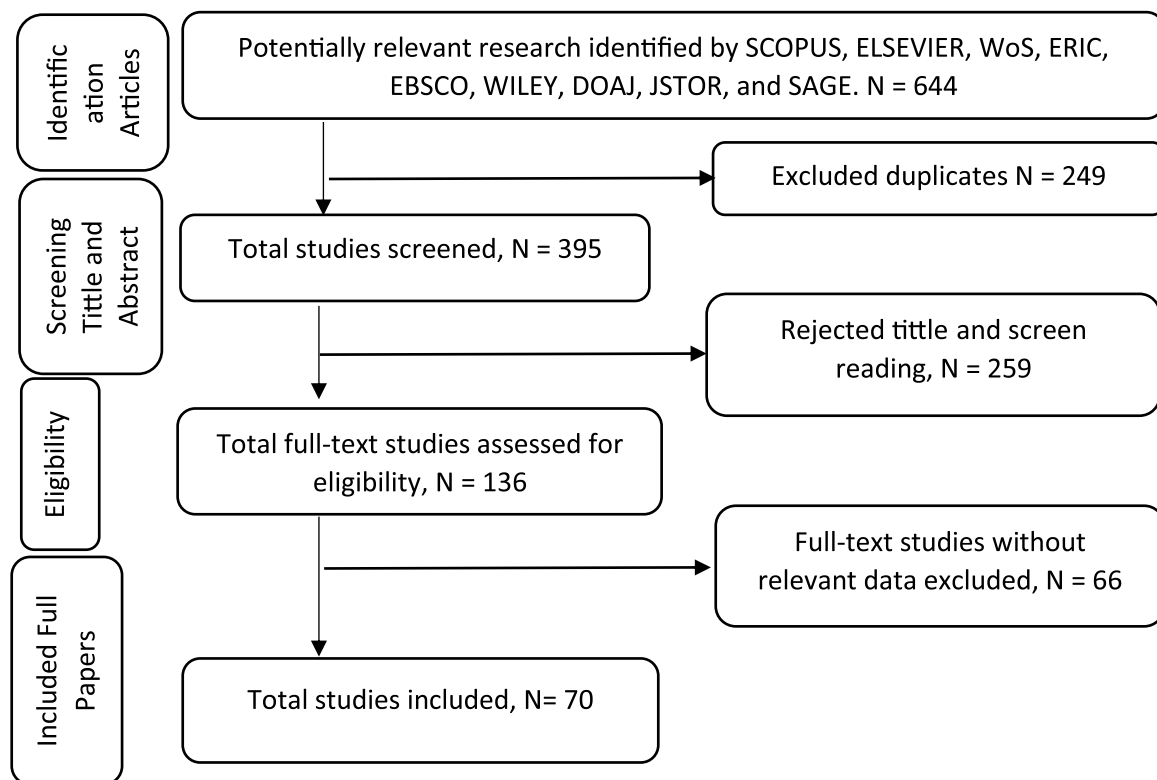 Identific
ation
Articles
Potentially relevant research identified by SCOPUS, ELSEVIER, WoS, ERIC,
EBSCO, WILEY, DOAJ, JSTOR, and SAGE. N = 644
Excluded duplicates N = 249
Screening
Tittle and
Abstract
Total studies screened, N = 395
Rejected tittle and screen
reading, N = 259
Eligibility
Total full-text studies assessed for
eligibility, N = 136
Full-text studies without
relevant data excluded, N = 66
Included Full
Papers
Total studies included, N= 70